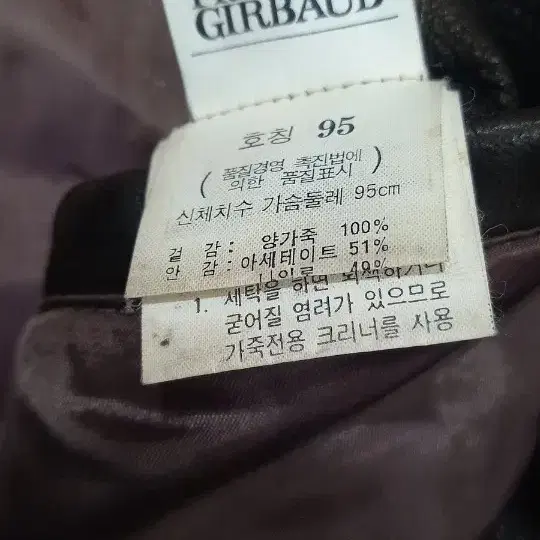 GIRBAUD
호칭 95
( 품질경영 촉진법에
의한 품질표시 )
신체치수 가슴둘레 95cm
겉 감 : 양가죽 100%
안 감 : 아세테이트 51%
49%
1. 세탁을 하면
굳어질 염려가 있으므로
가죽전용 크리너를 사용